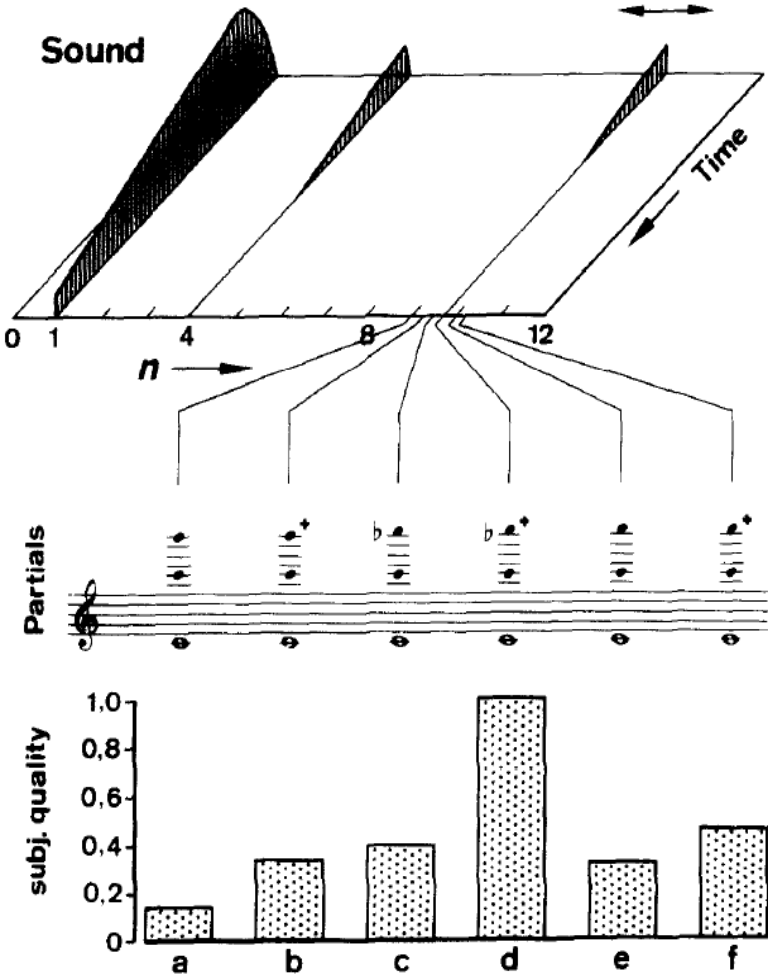 Sound
Time
0 1 4 8 12
n
Partials
♭ ♭
+ + +
subj. quality
1,0
0,8
0,6
0,4
0,2
0
a b c d e f